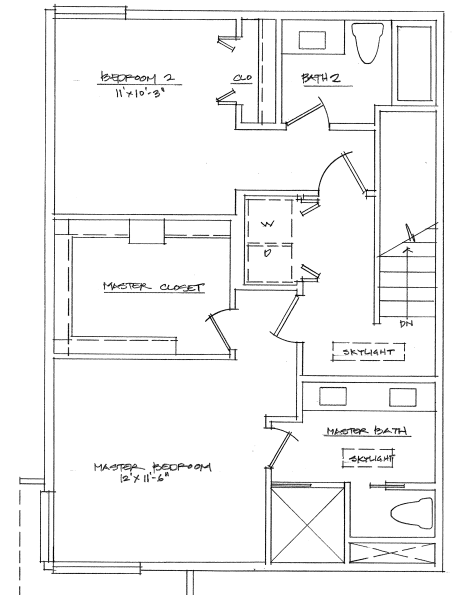 BEDROOM 2
11'x10'-3"
CLO
BATH 2
W
D
MASTER CLOSET
DN
SKYLIGHT
MASTER BATH
SKYLIGHT
MASTER BEDROOM
12'x11'-6"